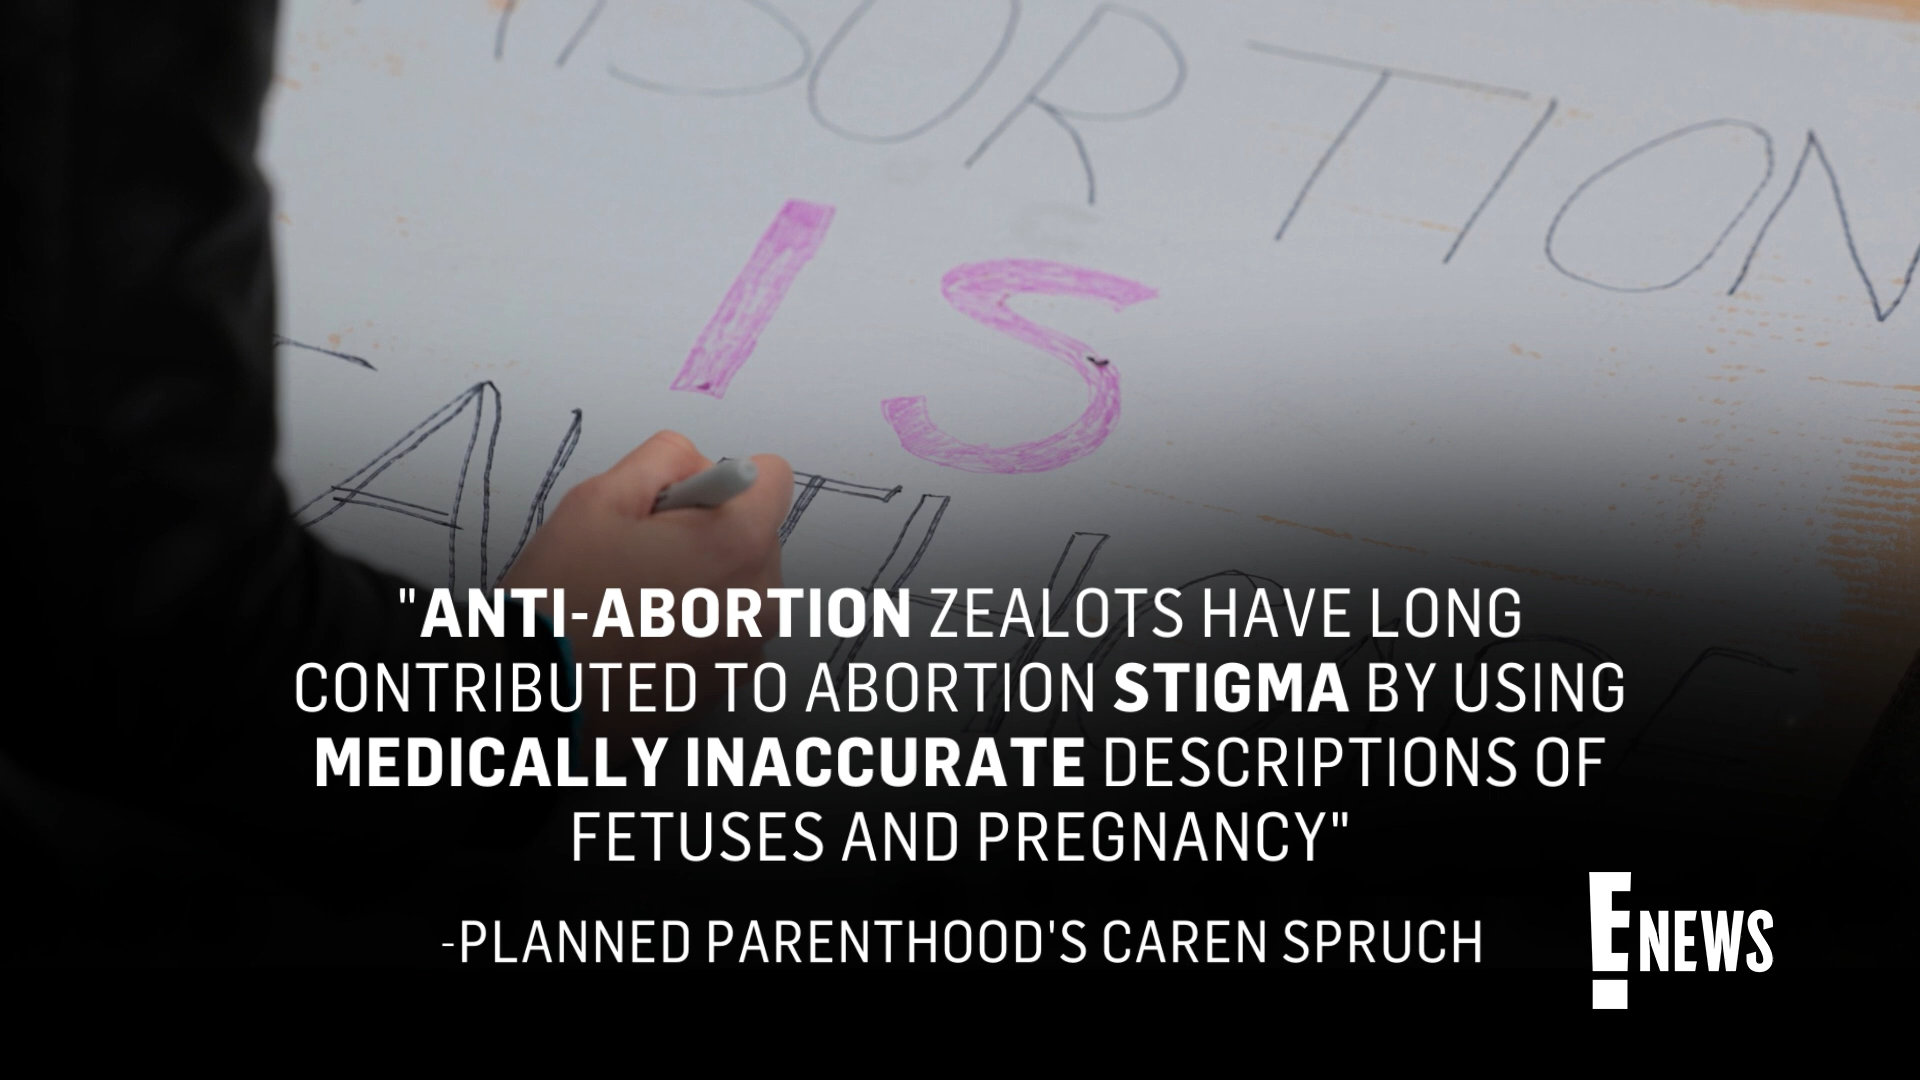 ABORTION
IS
"ANTI-ABORTION ZEALOTS HAVE LONG
CONTRIBUTED TO ABORTION STIGMA BY USING
MEDICALLY INACCURATE DESCRIPTIONS OF
FETUSES AND PREGNANCY"
-PLANNED PARENTHOOD'S CAREN SPRUCH
E NEWS